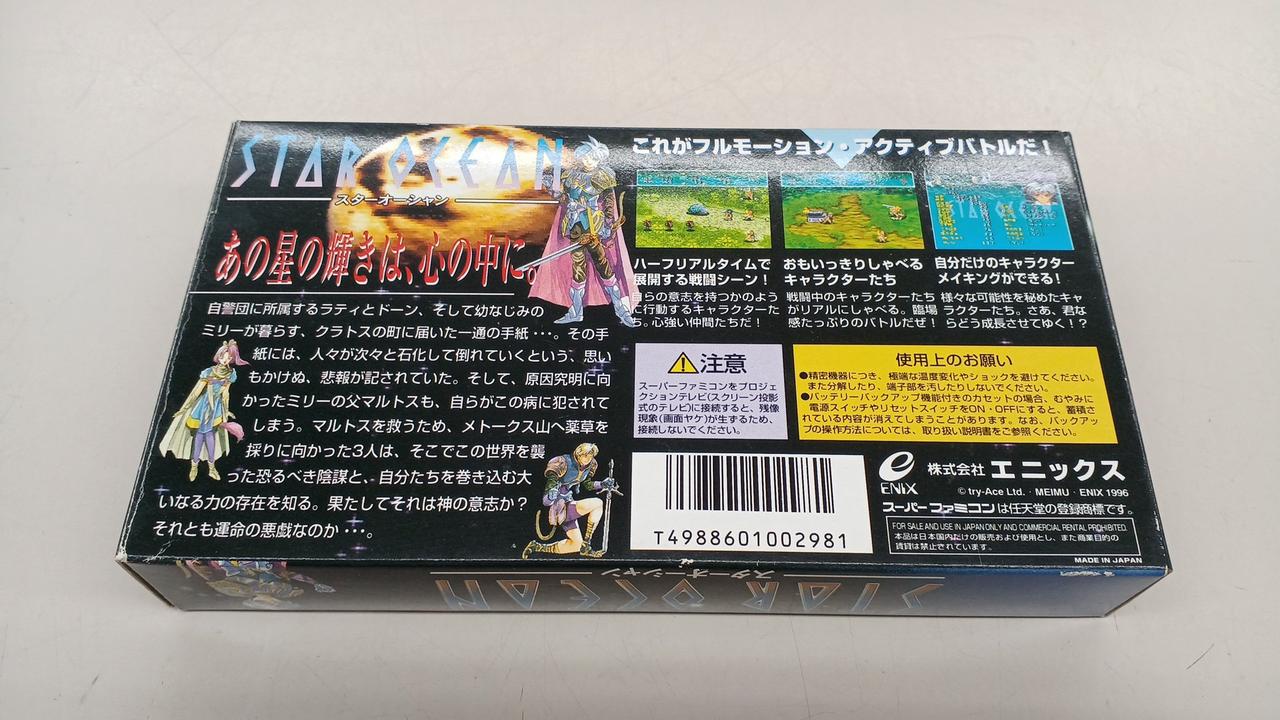 STAR OCEAN
スターオーシャン
あの星の輝きは、心の中に。
自警団に所属するラティとドーン、そして幼なじみの
ミリーが暮らす、クラトスの町に届いた一通の手紙…。その手
紙には、人々が次々と石化して倒れていくという、思い
もかけぬ、悲報が記されていた。そして、原因究明に向
かったミリーの父マルトスも、自らがこの病に犯されて
しまう。マルトスを救うため、メトークス山へ薬草を
採りに向かった3人は、そこでこの世界を襲
った恐るべき陰謀と、自分たちを巻き込む大
いなる力の存在を知る。果たしてそれは神の意志か?
それとも運命の悪戯なのか…。
これがフルモーション・アクティブバトルだ!
ハーフリアルタイムで
展開する戦闘シーン!
自らの意志を持つかのよう
に行動するキャラクターた
ち。心強い仲間たちだ!
おもいっきりしゃべる
キャラクターたち
戦闘中のキャラクターたち
がリアルにしゃべる。臨場
感たっぷりのバトルだぜ!
自分だけのキャラクター
メイキングができる!
様々な可能性を秘めたキャ
ラクターたち。さあ、君な
らどう成長させてゆく!?
注意
スーパーファミコンをプロジェ
クションテレビ(スクリーン投影
式のテレビ)に接続すると、残像
現象(画面ヤケ)が生ずるため、
接続しないでください。
使用上のお願い
●精密機器につき、極端な温度変化やショックを避けてください。
また分解したり、端子部を汚したりしないでください。
●バッテリーバックアップ機能付きのカセットの場合、むやみに
電源スイッチやリセットスイッチをON・OFFにすると、蓄積さ
れている内容が消えてしまうことがあります。なお、バックアッ
プの操作方法については、取り扱い説明書をご参照ください。
T4988601002981
ENIX
株式会社 エニックス
© try-Ace Ltd. ・ MEIMU ・ ENIX 1996
スーパーファミコンは任天堂の登録商標です。
FOR SALE AND USE IN JAPAN ONLY AND COMMERCIAL RENTAL PROHIBITED.
本品は日本国内だけの販売および使用とし、また商業目的の
賃貸は禁止されています。
MADE IN JAPAN
スターオーシャン
STAR OCEAN